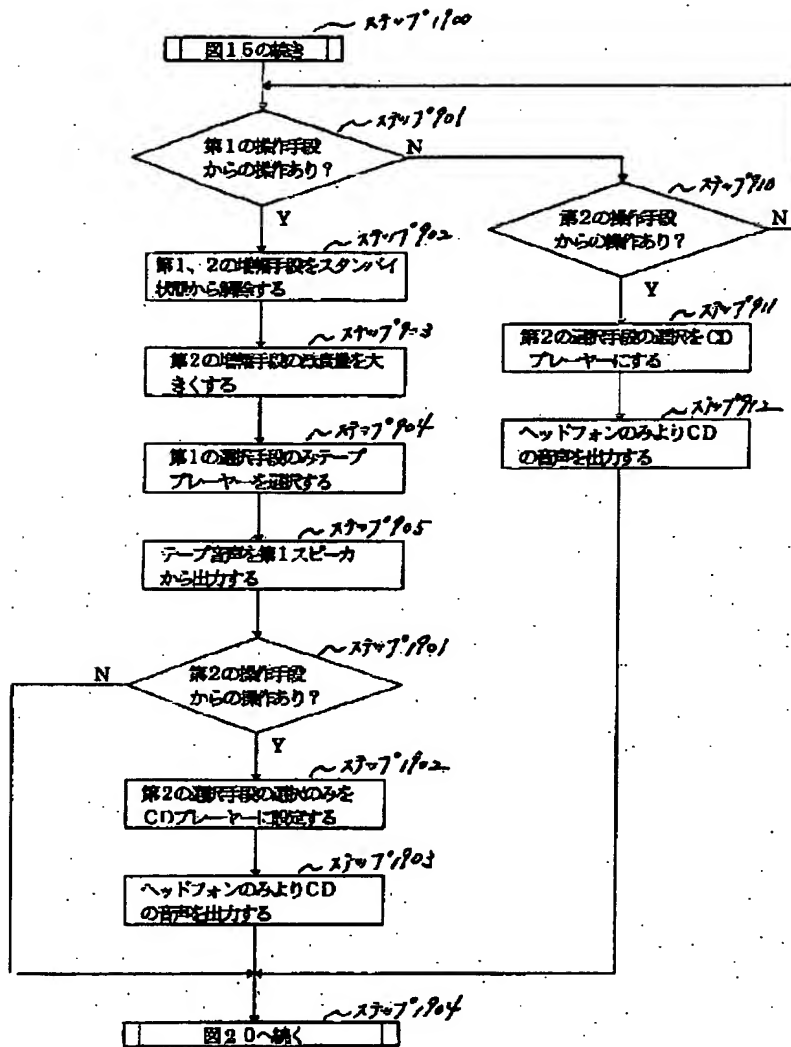 ステップ1900
図15の続き
ステップ901
第1の操作手段
からの操作あり?
N
Y
ステップ910
第2の操作手段
からの操作あり?
N
Y
ステップ902
第1、2の増幅手段をスタンバイ
状態から解除する
ステップ911
第2の選択手段の選択をCD
プレーヤーにする
ステップ903
第2の増幅手段の減衰量を大
きくする
ステップ912
ヘッドフォンのみよりCD
の音声を出力する
ステップ904
第1の選択手段のみテープ
プレーヤーを選択する
ステップ905
テープ音声を第1スピーカ
から出力する
ステップ1901
第2の操作手段
からの操作あり?
N
Y
ステップ1902
第2の選択手段の選択のみを
CDプレーヤーに設定する
ステップ1903
ヘッドフォンのみよりCD
の音声を出力する
ステップ1904
図20へ続く